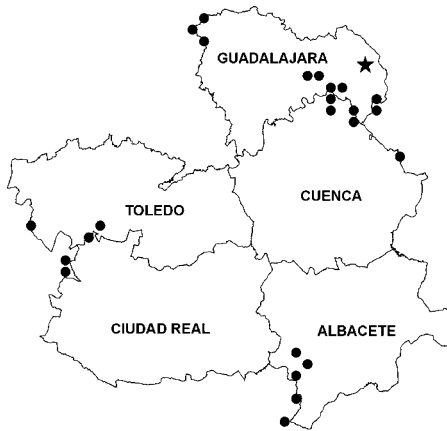 GUADALAJARA
CUENCA
TOLEDO
CIUDAD REAL
ALBACETE